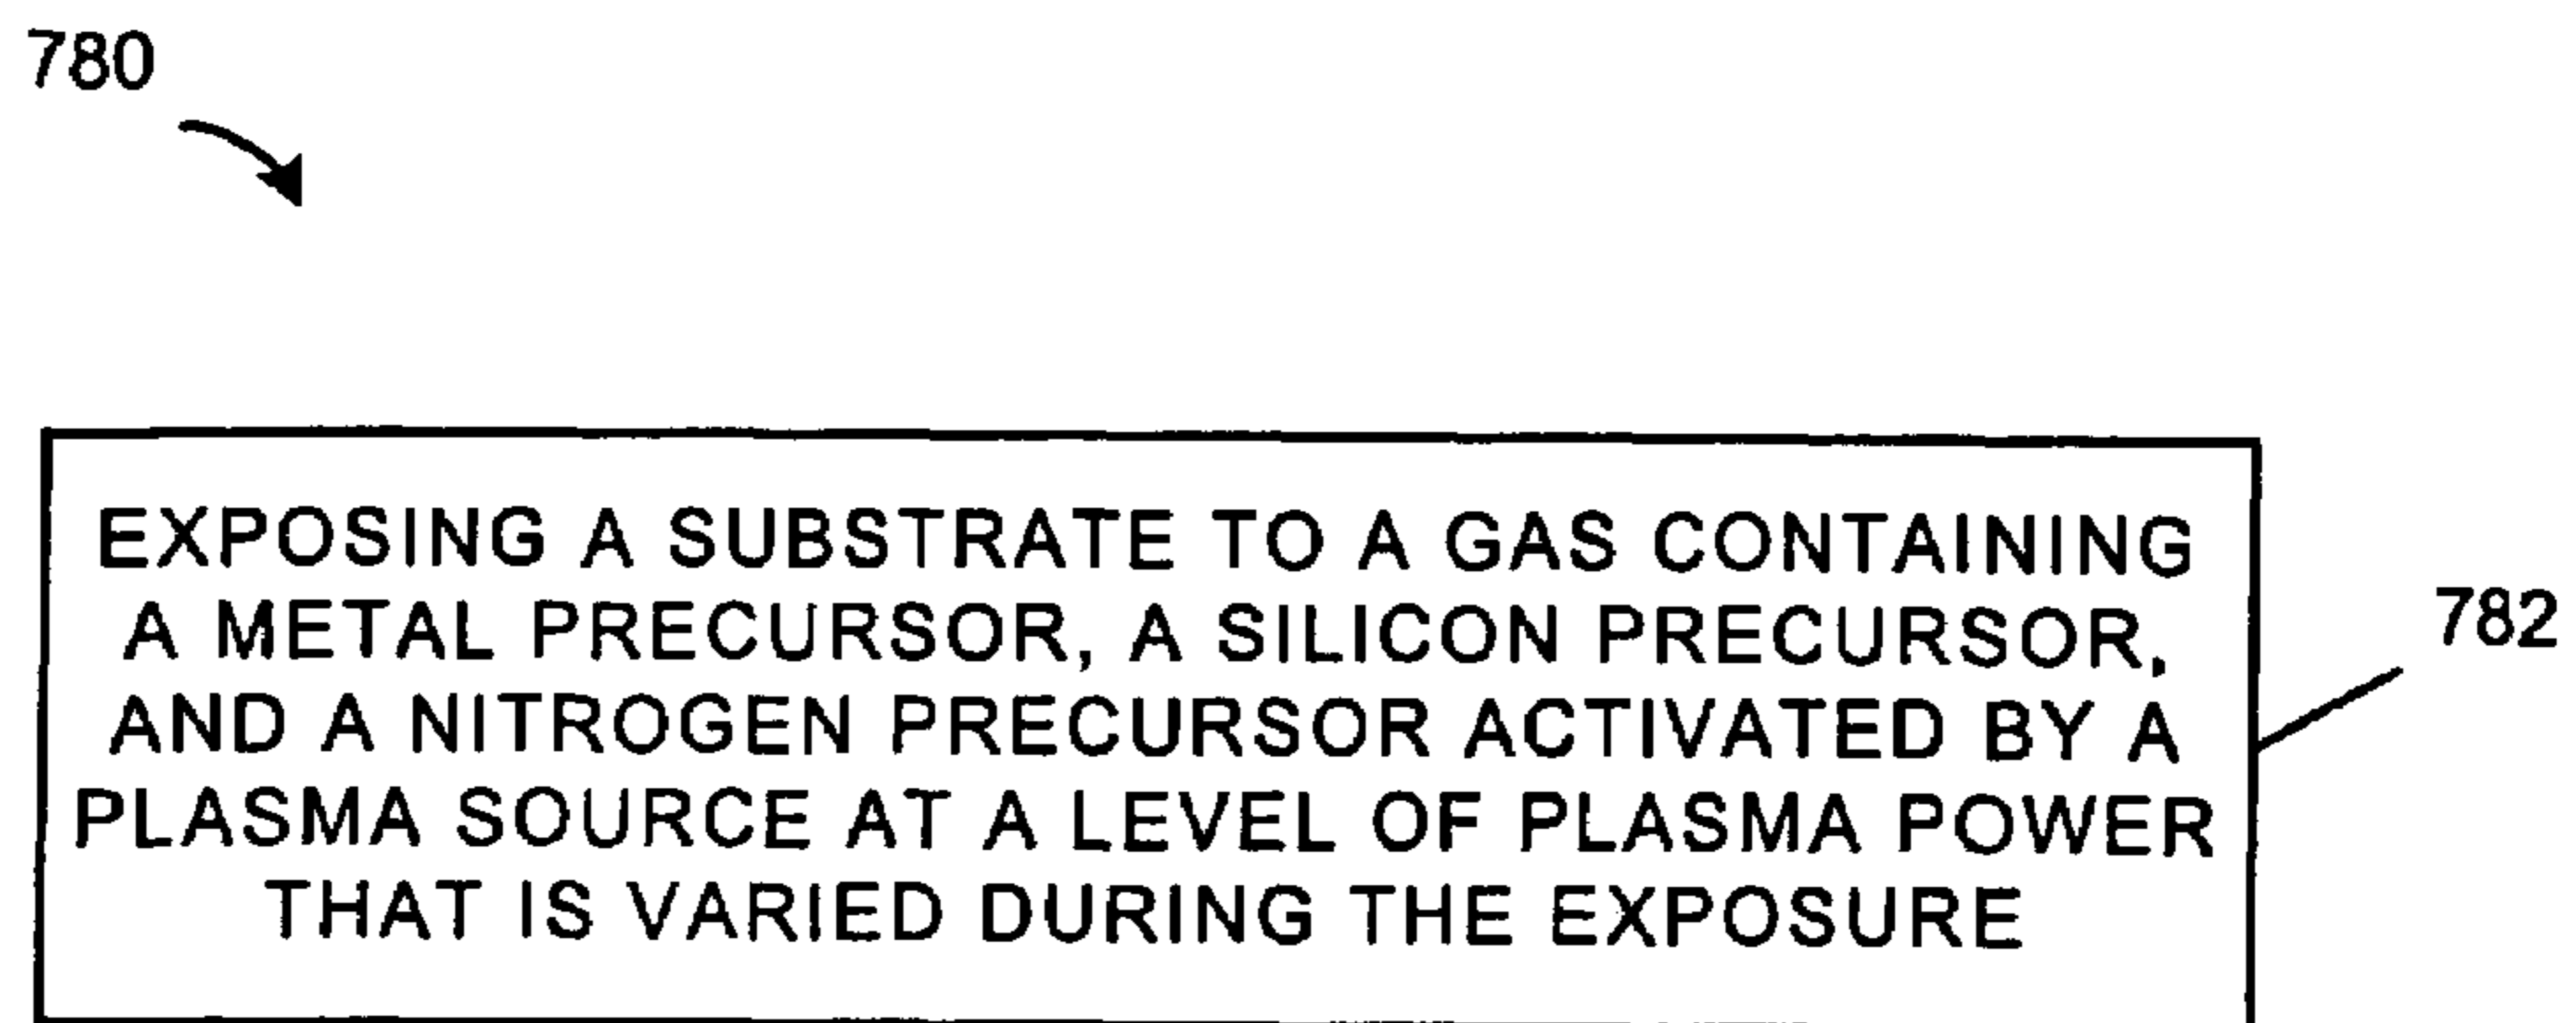 780
EXPOSING A SUBSTRATE TO A GAS CONTAINING
A METAL PRECURSOR, A SILICON PRECURSOR,
AND A NITROGEN PRECURSOR ACTIVATED BY A
PLASMA SOURCE AT A LEVEL OF PLASMA POWER
THAT IS VARIED DURING THE EXPOSURE
782